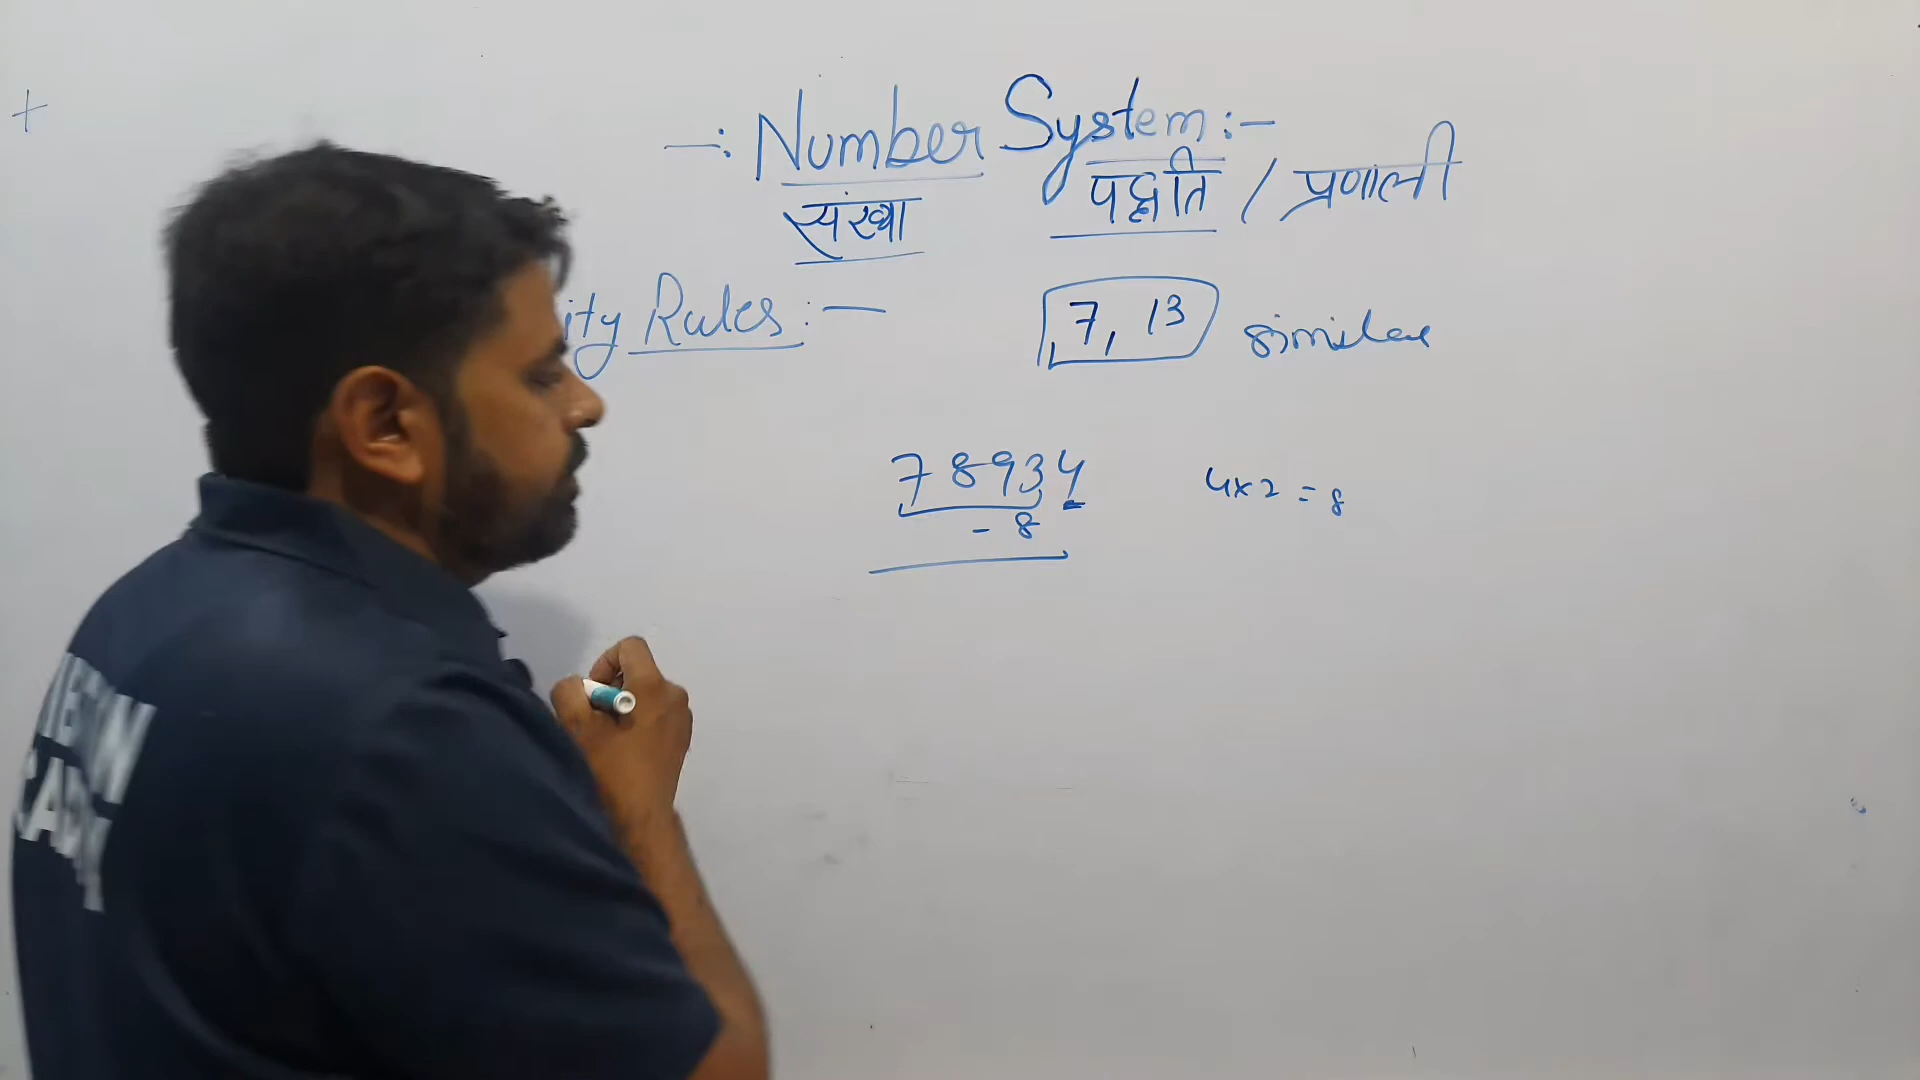 -: Number System :-
संख्या पद्धति / प्रणाली
ity Rules :-
7, 13 similar
78934 4x2 = 8
- 8